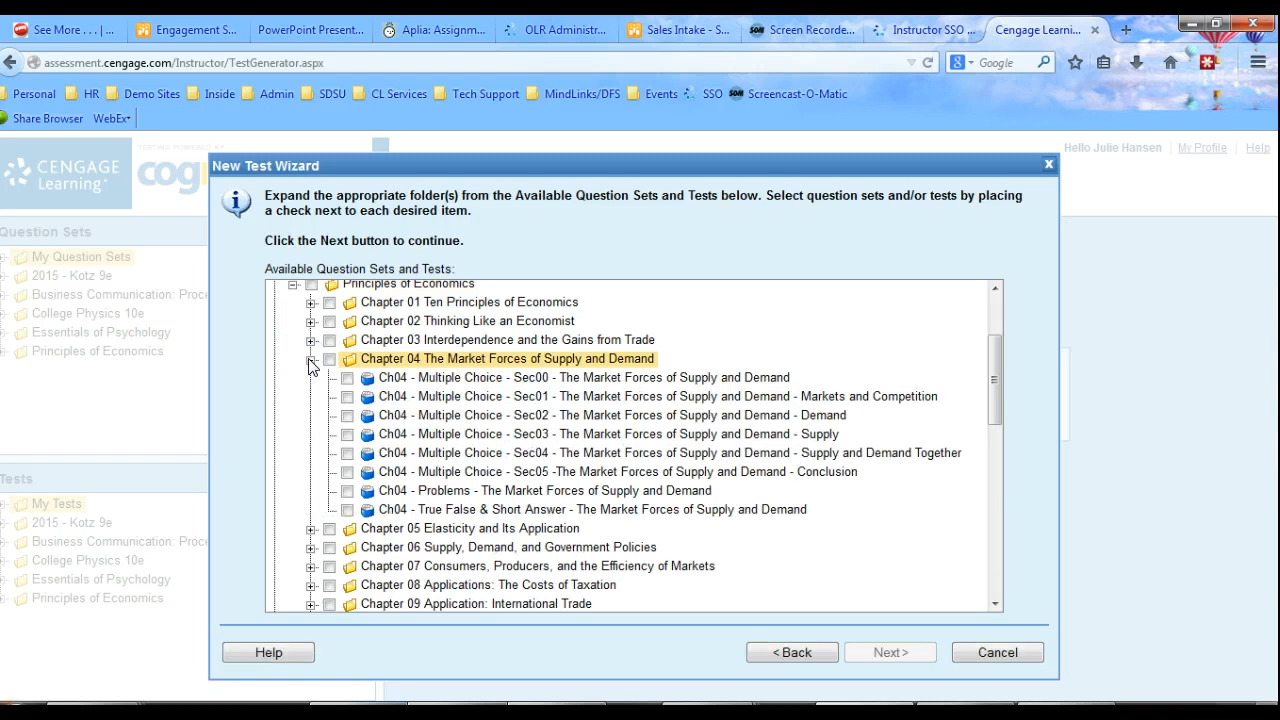 See More . . . | ...
Engagement S...
PowerPoint Present...
Aplia: Assignm...
OLR Administr...
Sales Intake - S...
Screen Recorde...
Instructor SSO ...
Cengage Learni...
assessment.cengage.com/Instructor/TestGenerator.aspx
Google
Personal HR Demo Sites Inside Admin SDSU CL Services Tech Support MindLinks/DFS Events SSO Screencast-O-Matic
Share Browser WebEx
CENGAGE
Learning
TESTING POWERED BY
cog
Hello Julie Hansen My Profile Help
Question Sets
My Question Sets
2015 - Kotz 9e
Business Communication: Proce
College Physics 10e
Essentials of Psychology
Principles of Economics
Tests
My Tests
2015 - Kotz 9e
Business Communication: Proce
College Physics 10e
Essentials of Psychology
Principles of Economics
New Test Wizard
Expand the appropriate folder(s) from the Available Question Sets and Tests below. Select question sets and/or tests by placing
a check next to each desired item.
Click the Next button to continue.
Available Question Sets and Tests:
Principles of Economics
Chapter 01 Ten Principles of Economics
Chapter 02 Thinking Like an Economist
Chapter 03 Interdependence and the Gains from Trade
Chapter 04 The Market Forces of Supply and Demand
Ch04 - Multiple Choice - Sec00 - The Market Forces of Supply and Demand
Ch04 - Multiple Choice - Sec01 - The Market Forces of Supply and Demand - Markets and Competition
Ch04 - Multiple Choice - Sec02 - The Market Forces of Supply and Demand - Demand
Ch04 - Multiple Choice - Sec03 - The Market Forces of Supply and Demand - Supply
Ch04 - Multiple Choice - Sec04 - The Market Forces of Supply and Demand - Supply and Demand Together
Ch04 - Multiple Choice - Sec05 -The Market Forces of Supply and Demand - Conclusion
Ch04 - Problems - The Market Forces of Supply and Demand
Ch04 - True False & Short Answer - The Market Forces of Supply and Demand
Chapter 05 Elasticity and Its Application
Chapter 06 Supply, Demand, and Government Policies
Chapter 07 Consumers, Producers, and the Efficiency of Markets
Chapter 08 Applications: The Costs of Taxation
Chapter 09 Application: International Trade
Help
< Back
Next >
Cancel